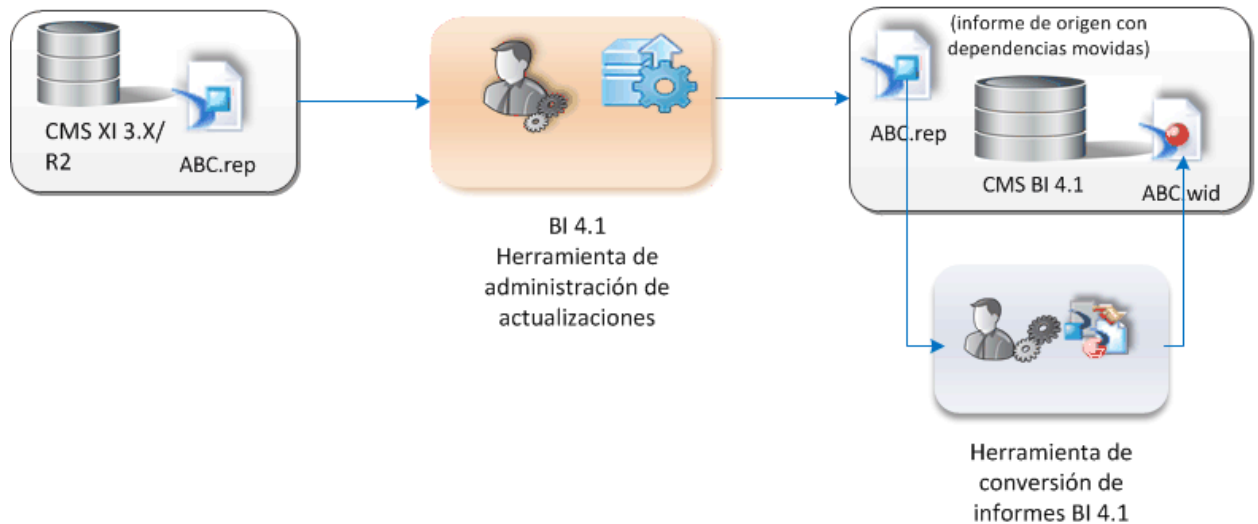 CMS XI 3.X/
R2
ABC.rep
BI 4.1
Herramienta de
administración de
actualizaciones
(informe de origen con
dependencias movidas)
ABC.rep
CMS BI 4.1
ABC.wid
Herramienta de
conversión de
informes BI 4.1